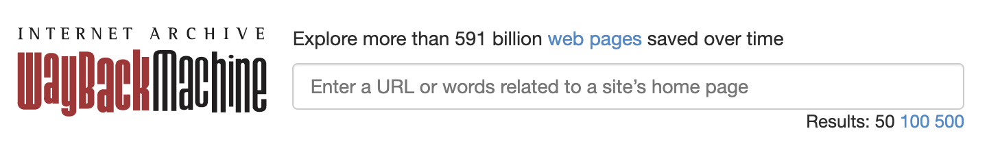 INTERNET ARCHIVE
WayBackMachine
Explore more than 591 billion web pages saved over time
Enter a URL or words related to a site’s home page
Results: 50 100 500